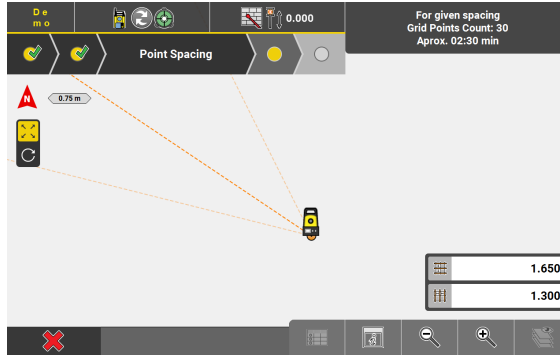 De
mo
0.000
For given spacing
Grid Points Count: 30
Aprox. 02:30 min
Point Spacing
N
0.75 m
1.650
1.300